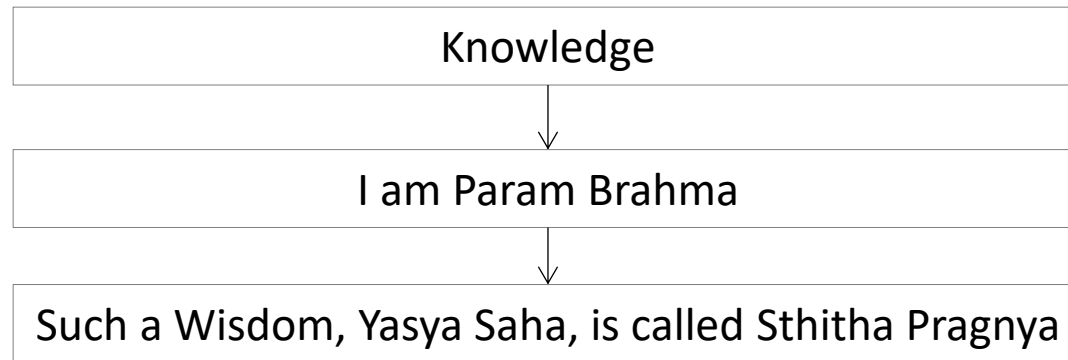 Knowledge
I am Param Brahma
Such a Wisdom, Yasya Saha, is called Sthitha Pragnya